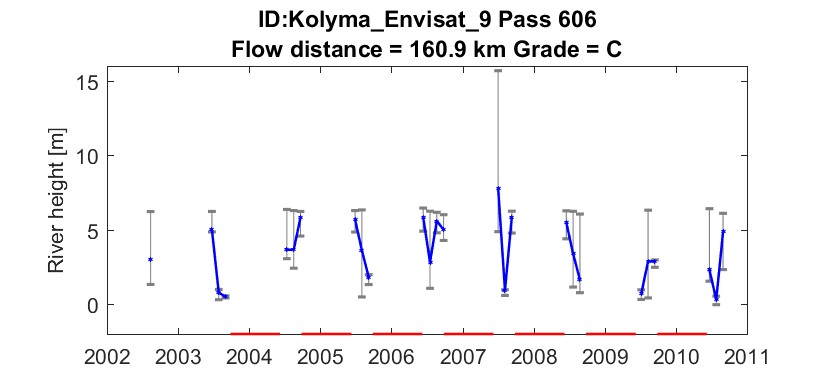 ID:Kolyma_Envisat_9 Pass 606
Flow distance = 160.9 km Grade = C
River height [m]
15
10
5
0
2002 2003 2004 2005 2006 2007 2008 2009 2010 2011